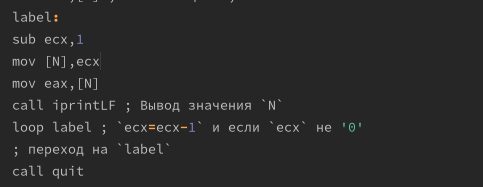 label:
sub ecx,1
mov [N],ecx
mov eax,[N]
call iprintLF ; Вывод значения `N`
loop label ; `ecx=ecx-1` и если `ecx` не '0'
; переход на `label`
call quit